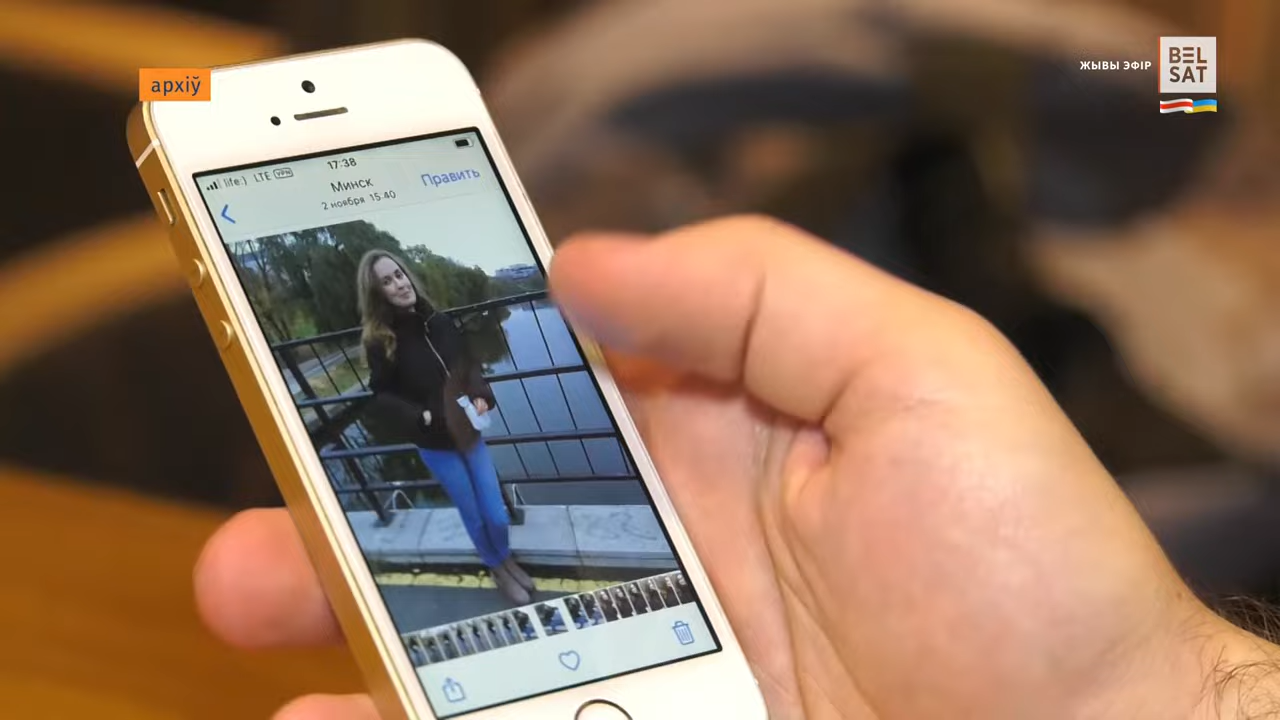 архіў
ЖЫВЫ ЭФІР
BEL
SAT
life:) LTE VPN
17:38
Минск
2 ноября 15:40
Править